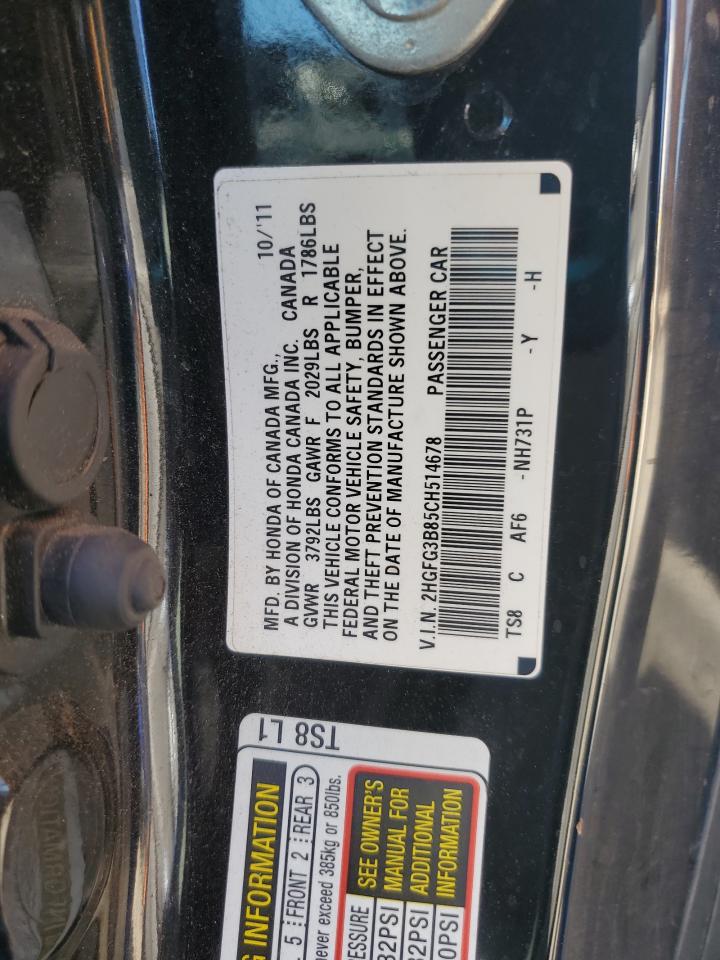 MFD. BY HONDA OF CANADA MFG., 10/'11
A DIVISION OF HONDA CANADA INC. CANADA
GVWR 3792LBS GAWR F 2029LBS R 1786LBS
THIS VEHICLE CONFORMS TO ALL APPLICABLE
FEDERAL MOTOR VEHICLE SAFETY, BUMPER,
AND THEFT PREVENTION STANDARDS IN EFFECT
ON THE DATE OF MANUFACTURE SHOWN ABOVE.
V.I.N. 2HGFG3B85CH514678 PASSENGER CAR
TS8 C AF6 -NH731P -Y -H
TS8 L1
INFORMATION
5 FRONT 2 REAR 3
never exceed 385kg or 850lbs.
SEE OWNER'S
MANUAL FOR
ADDITIONAL
INFORMATION
32PSI